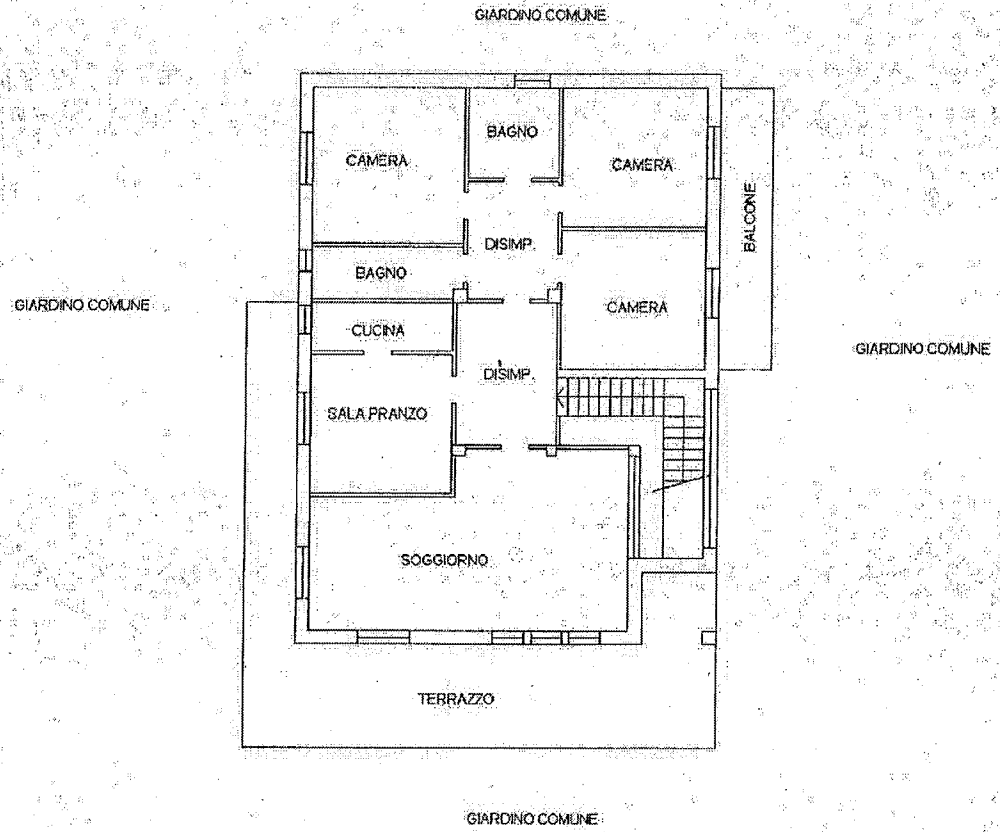 GIARDINO COMUNE
BAGNO
CAMERA
CAMERA
BALCONE
DISIMP.
BAGNO
GIARDINO COMUNE
CAMERA
CUCINA
GIARDINO COMUNE
DISIMP.
SALA PRANZO
SOGGIORNO
TERRAZZO
GIARDINO COMUNE